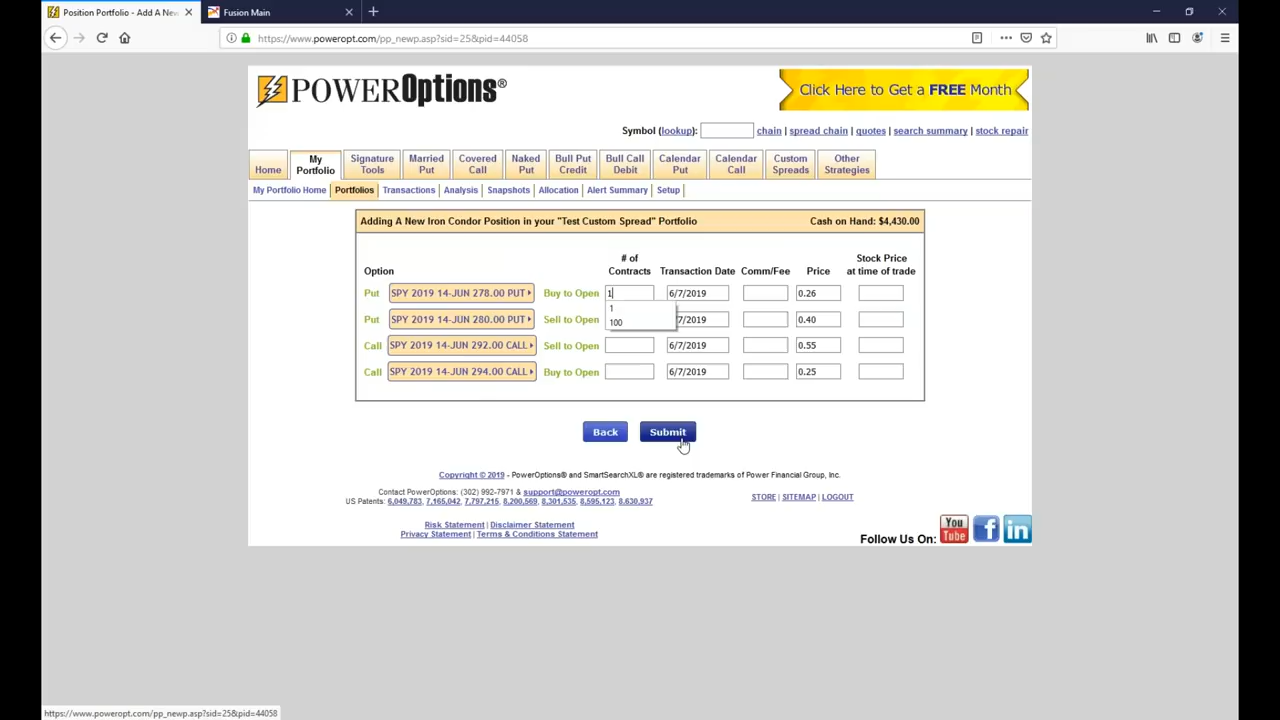 Position Portfolio - Add A Nev
Fusion Main
https://www.poweropt.com/pp_newp.asp?sid=25&pid=44058
POWEROptions®
Click Here to Get a FREE Month
Symbol (lookup): chain | spread chain | quotes | search summary | stock repair
Home
My Portfolio
Signature Tools
Married Put
Covered Call
Naked Put
Bull Put Credit
Bull Call Debit
Calendar Put
Calendar Call
Custom Spreads
Other Strategies
My Portfolio Home | Portfolios | Transactions | Analysis | Snapshots | Allocation | Alert Summary | Setup |
Adding A New Iron Condor Position in your "Test Custom Spread" Portfolio Cash on Hand: $4,430.00
Option # of Contracts Transaction Date Comm/Fee Price Stock Price at time of trade
Put SPY 2019 14-JUN 278.00 PUT Buy to Open 1 6/7/2019 0.26
1
100
Put SPY 2019 14-JUN 280.00 PUT Sell to Open 7/2019 0.40
Call SPY 2019 14-JUN 292.00 CALL Sell to Open 6/7/2019 0.55
Call SPY 2019 14-JUN 294.00 CALL Buy to Open 6/7/2019 0.25
Back Submit
Copyright © 2019 - PowerOptions® and SmartSearchXL® are registered trademarks of Power Financial Group, Inc.
Contact PowerOptions: (302) 992-7971 & support@poweropt.com
US Patents: 6,049,783, 7,165,042, 7,797,215, 8,200,569, 8,301,535, 8,595,123, 8,630,937
STORE | SITEMAP | LOGOUT
Risk Statement | Disclaimer Statement
Privacy Statement | Terms & Conditions Statement
Follow Us On: You Tube f in
https://www.poweropt.com/pp_newp.asp?sid=25&pid=44058